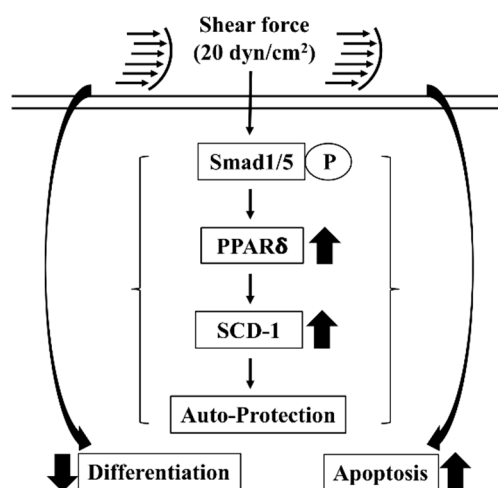 Shear force
(20 dyn/cm²)
Smad1/5 P
PPARδ
SCD-1
Auto-Protection
Differentiation
Apoptosis